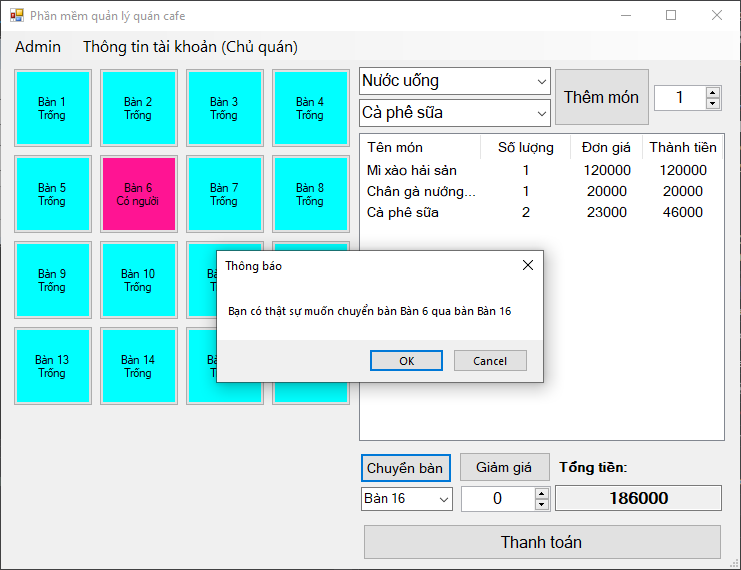 Phần mềm quản lý quán cafe
Admin Thông tin tài khoản (Chủ quán)
Bàn 1
Trống
Bàn 2
Trống
Bàn 3
Trống
Bàn 4
Trống
Bàn 5
Trống
Bàn 6
Có người
Bàn 7
Trống
Bàn 8
Trống
Bàn 9
Trống
Bàn 10
Trống
Bàn 13
Trống
Bàn 14
Trống
Nước uống
Cà phê sữa
Thêm món
1
Tên món Số lượng Đơn giá Thành tiền
Mì xào hải sản 1 120000 120000
Chân gà nướng... 1 20000 20000
Cà phê sữa 2 23000 46000
Thông báo
Bạn có thật sự muốn chuyển bàn Bàn 6 qua bàn Bàn 16
OK Cancel
Chuyển bàn Giảm giá Tổng tiền:
Bàn 16 0 186000
Thanh toán